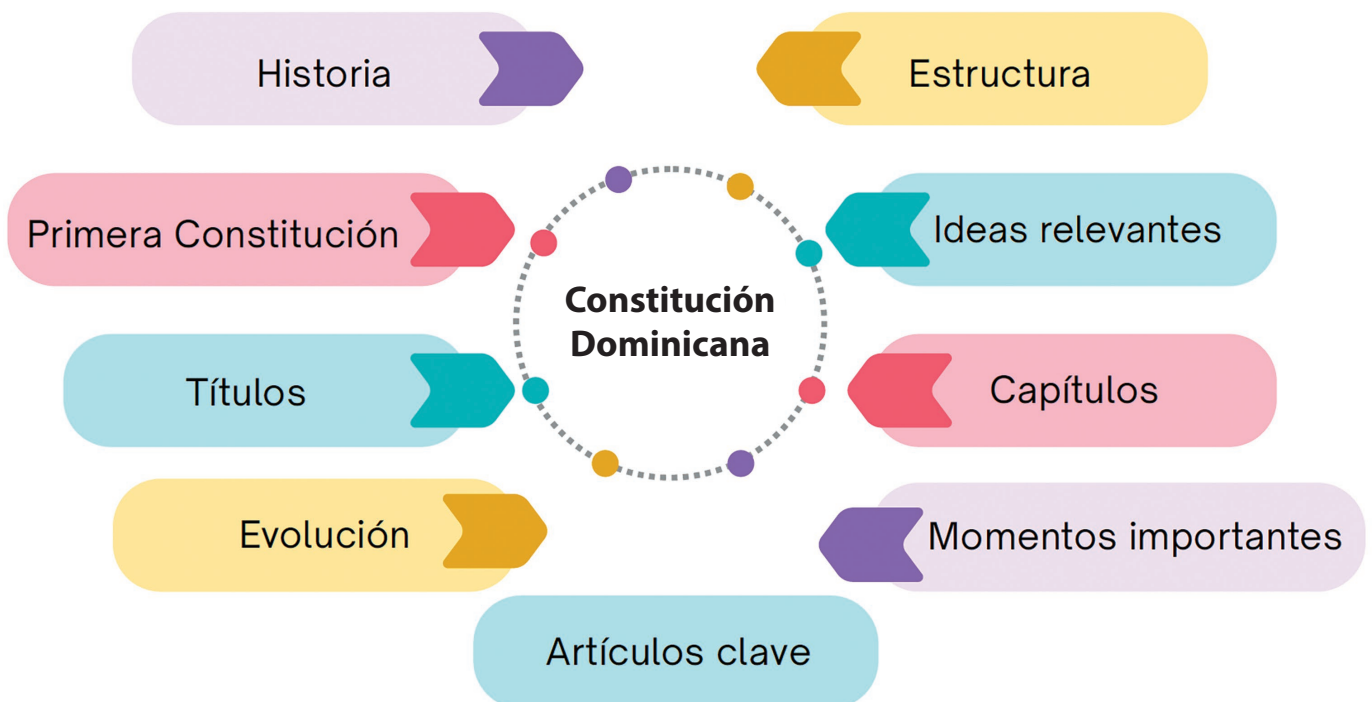 Historia
Estructura
Primera Constitución
Ideas relevantes
Constitución
Dominicana
Títulos
Capítulos
Evolución
Momentos importantes
Artículos clave